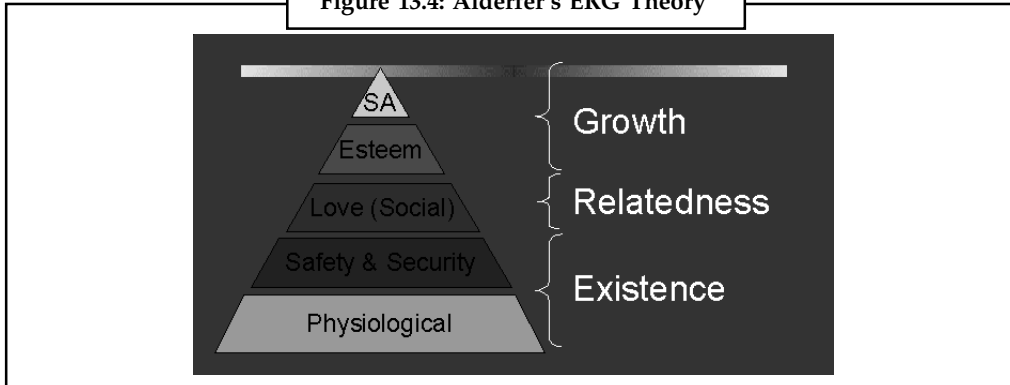 Figure 13.4: Alderfer's ERG Theory
SA
Esteem
Growth
Love (Social)
Relatedness
Safety & Security
Physiological
Existence